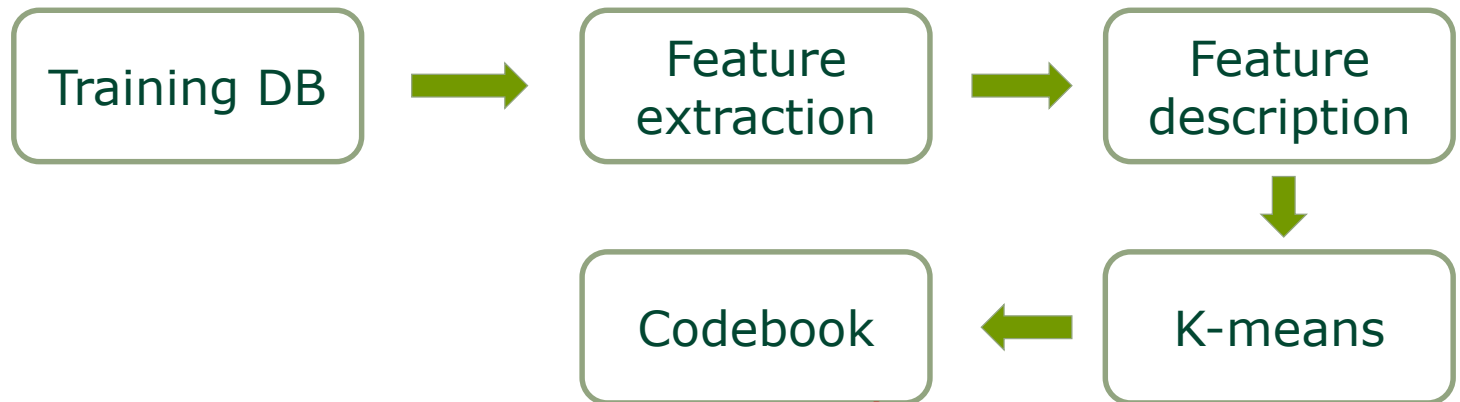 Training DB
Feature
extraction
Feature
description
Codebook
K-means